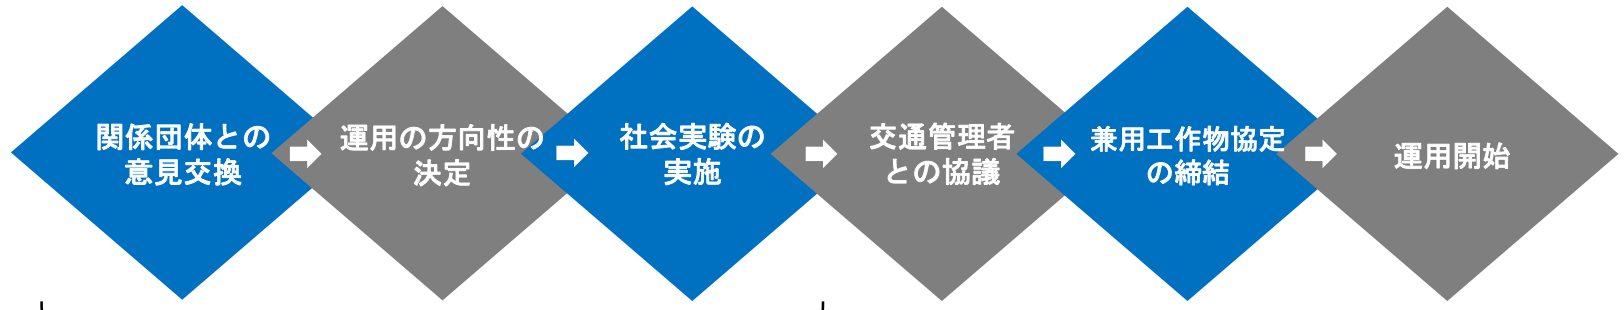 関係団体との
意見交換
運用の方向性の
決定
社会実験の
実施
交通管理者
との協議
兼用工作物協定
の締結
運用開始